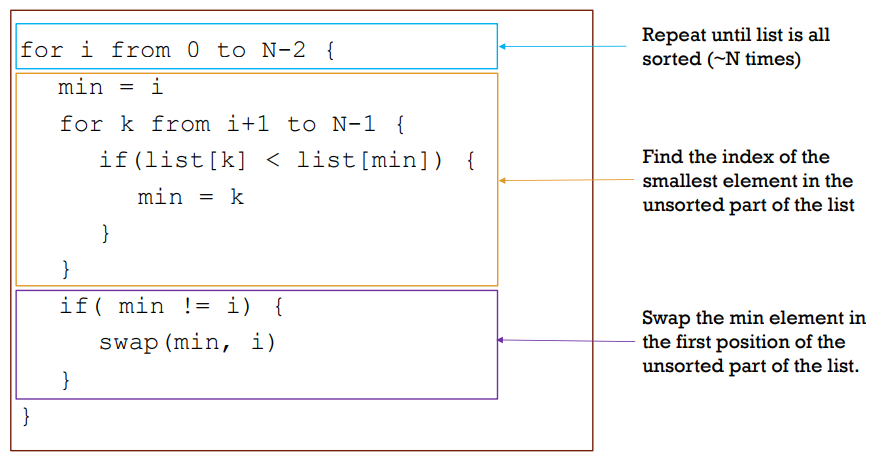 for i from 0 to N-2 {
min = i
for k from i+1 to N-1 {
if(list[k] < list[min]) {
min = k
}
}
if( min != i) {
swap(min, i)
}
}
Repeat until list is all
sorted (~N times)
Find the index of the
smallest element in the
unsorted part of the list
Swap the min element in
the first position of the
unsorted part of the list.